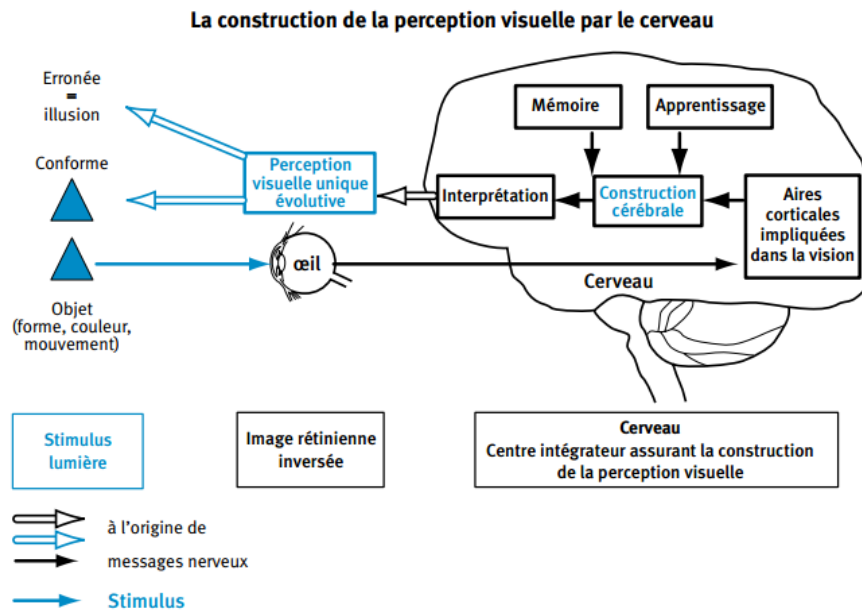 La construction de la perception visuelle par le cerveau
Erronée
=
illusion
Mémoire
Apprentissage
Conforme
Perception
visuelle unique
évolutive
Interprétation
Construction
cérébrale
Aires
corticales
impliquées
dans la vision
œil
Cerveau
Objet
(forme, couleur,
mouvement)
Stimulus
lumière
Image rétinienne
inversée
Cerveau
Centre intégrateur assurant la construction
de la perception visuelle
à l'origine de
messages nerveux
Stimulus